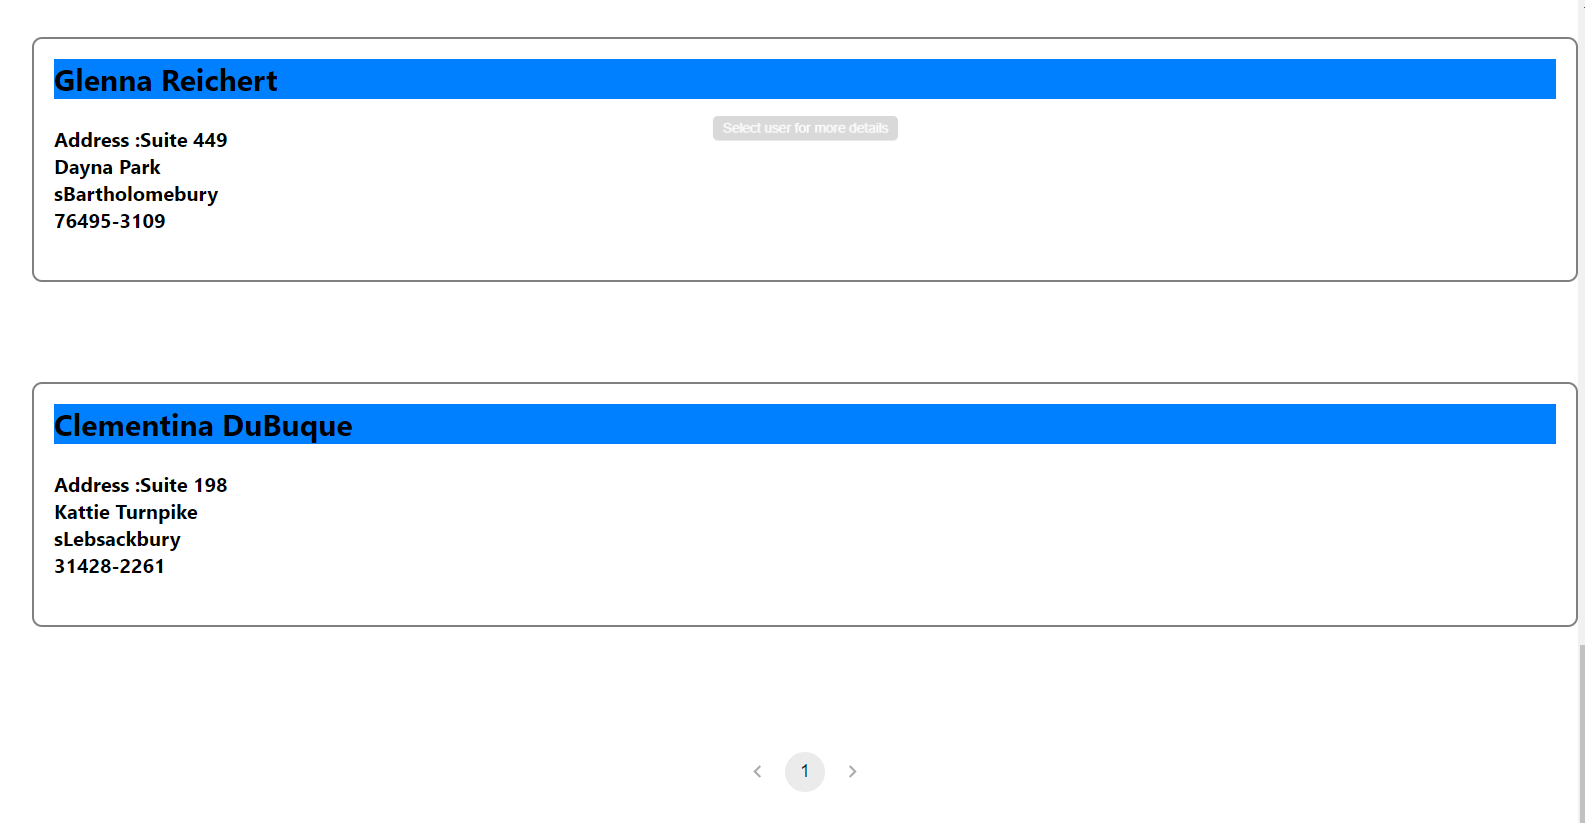 Glenna Reichert
Select user for more details
Address :Suite 449
Dayna Park
sBartholomebury
76495-3109
Clementina DuBuque
Address :Suite 198
Kattie Turnpike
sLebsackbury
31428-2261
1